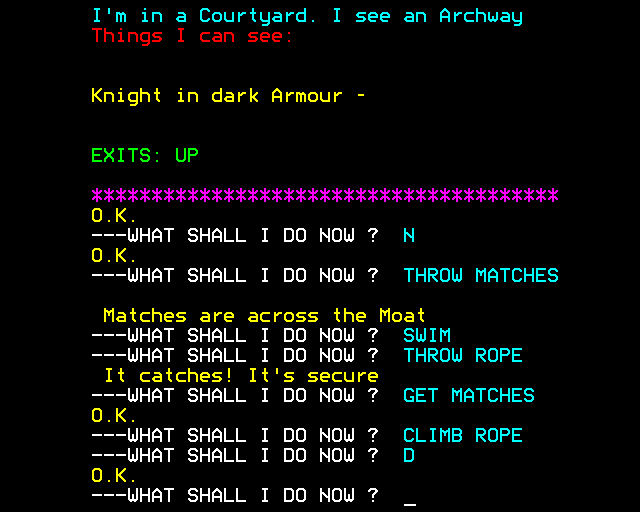 I'm in a Courtyard. I see an Archway
Things I can see:
Knight in dark Armour -
EXITS: UP
***************************************
O.K.
---WHAT SHALL I DO NOW ?  N
O.K.
---WHAT SHALL I DO NOW ?  THROW MATCHES
Matches are across the Moat
---WHAT SHALL I DO NOW ?  SWIM
---WHAT SHALL I DO NOW ?  THROW ROPE
It catches! It's secure
---WHAT SHALL I DO NOW ?  GET MATCHES
O.K.
---WHAT SHALL I DO NOW ?  CLIMB ROPE
---WHAT SHALL I DO NOW ?  D
O.K.
---WHAT SHALL I DO NOW ?  _